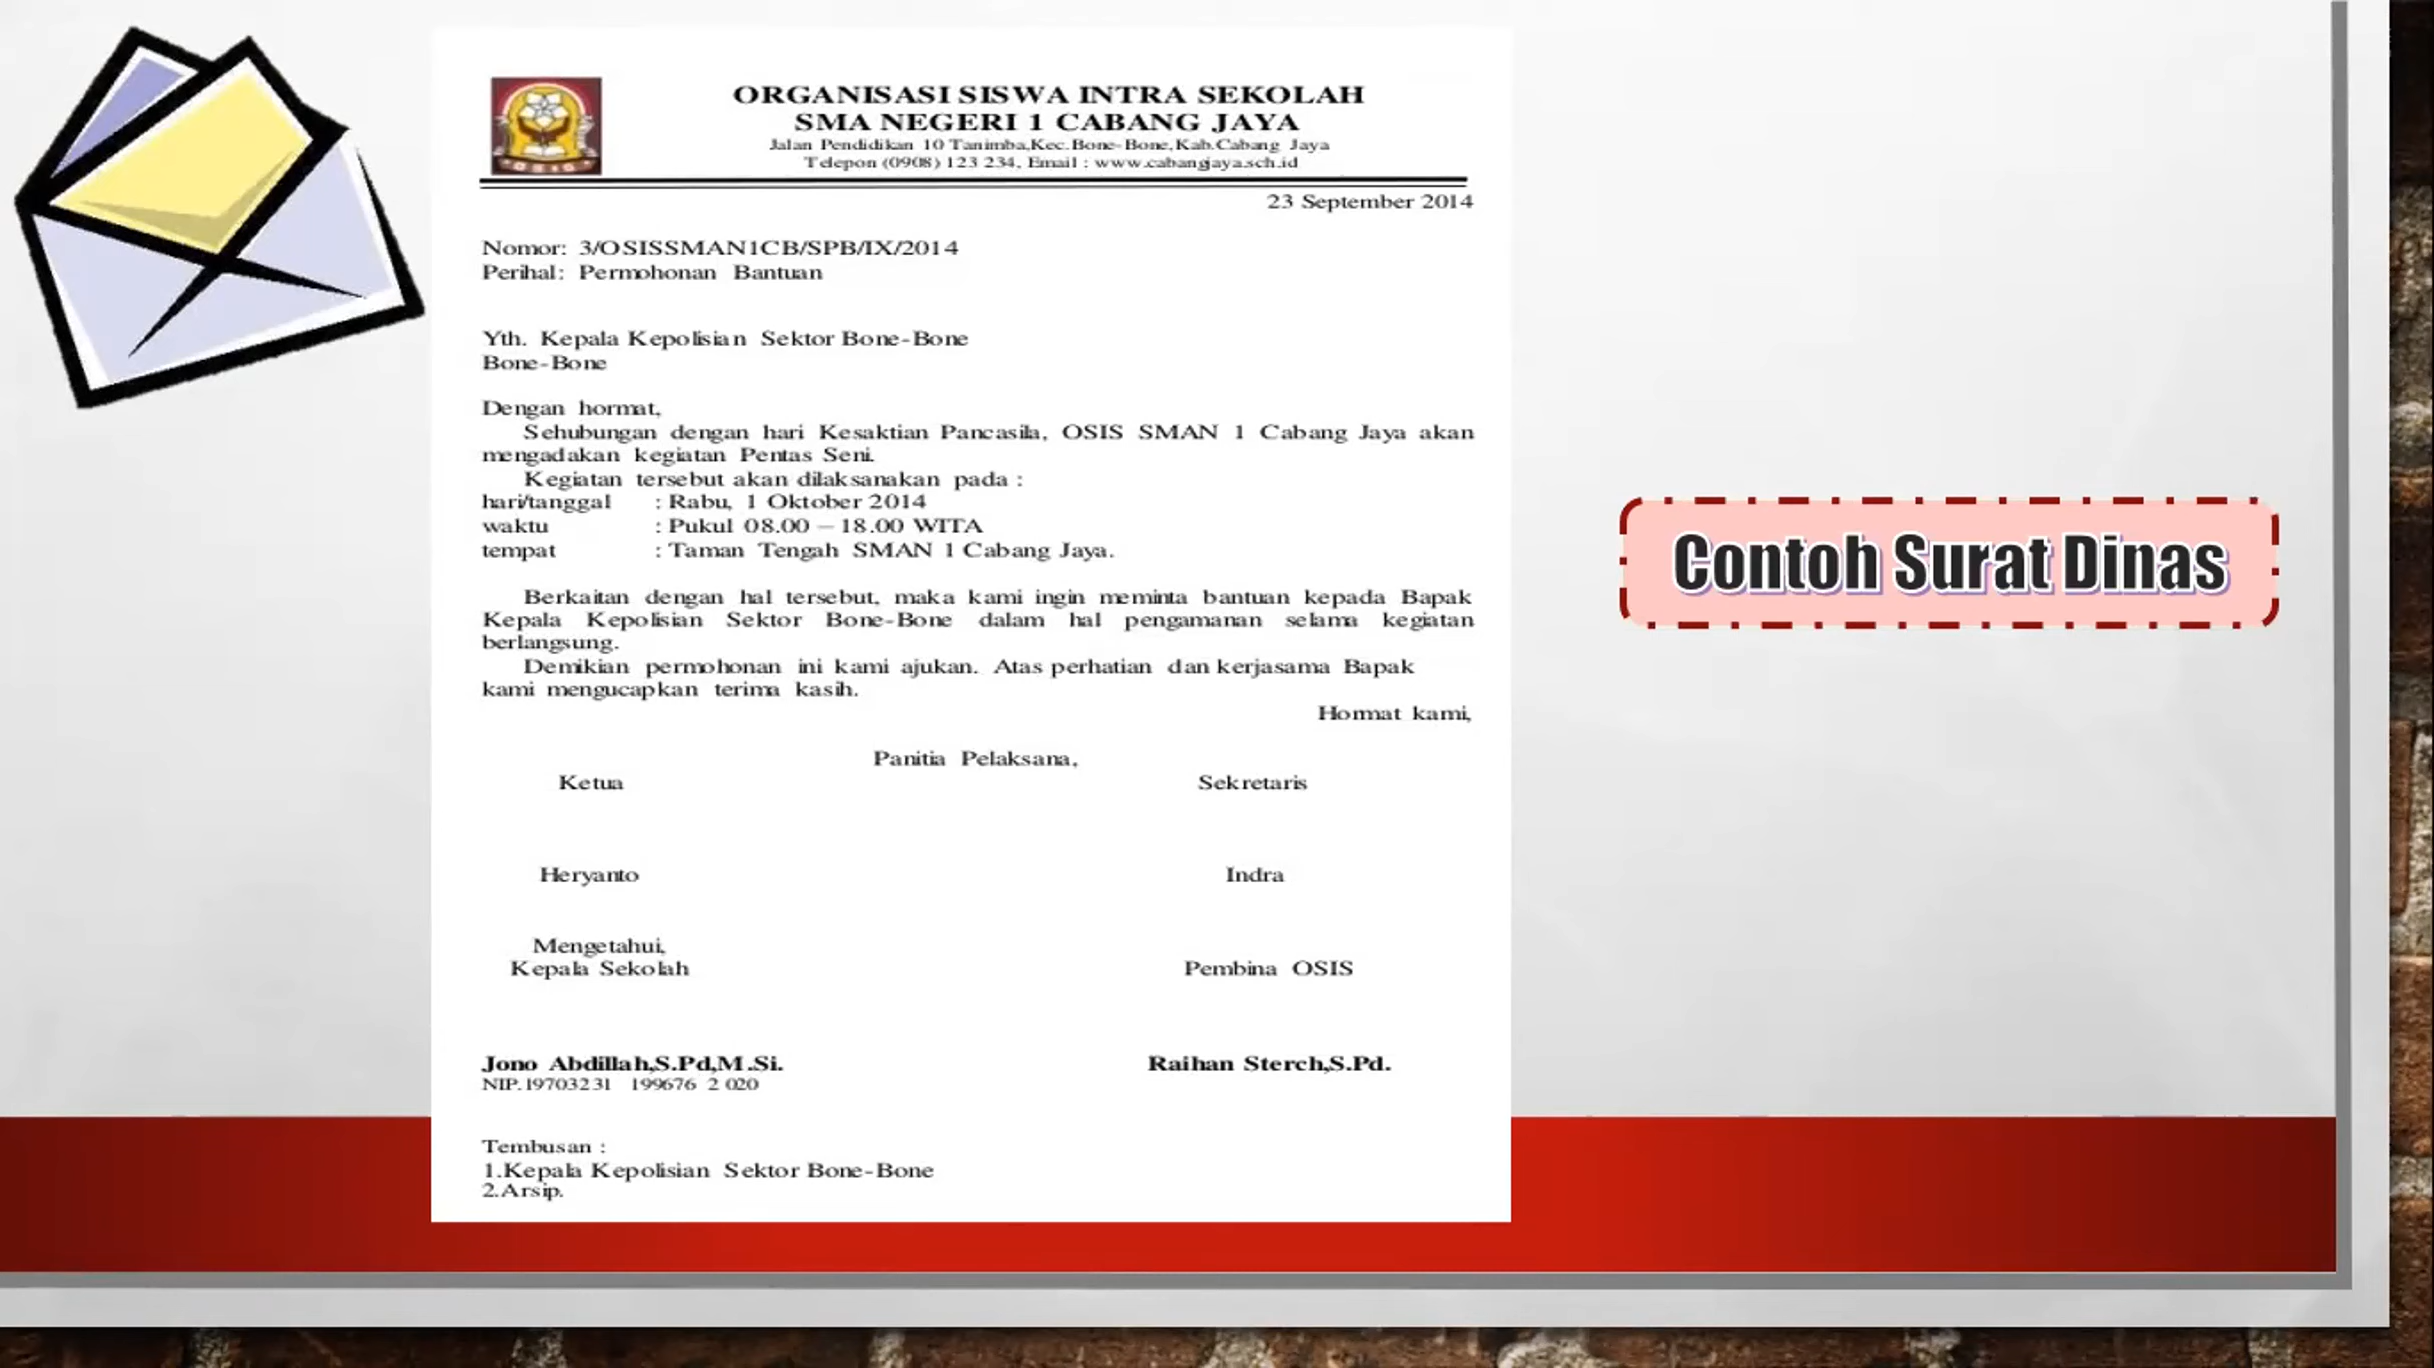 ORGANISASI SISWA INTRA SEKOLAH
SMA NEGERI 1 CABANG JAYA
Jalan Pendidikan 10 Tanimba,Kec.Bone-Bone,Kab.Cabang Jaya
Telepon (0908) 123 234, Email : www.cabangjaya.sch.id
OSIS
23 September 2014
Nomor: 3/OSISSMAN1CB/SPB/IX/2014
Perihal: Permohonan Bantuan
Yth. Kepala Kepolisian Sektor Bone-Bone
Bone-Bone
Dengan hormat,
Sehubungan dengan hari Kesaktian Pancasila, OSIS SMAN 1 Cabang Jaya akan
mengadakan kegiatan Pentas Seni.
Kegiatan tersebut akan dilaksanakan pada :
hari/tanggal : Rabu, 1 Oktober 2014
waktu : Pukul 08.00 – 18.00 WITA
tempat : Taman Tengah SMAN 1 Cabang Jaya.
Berkaitan dengan hal tersebut, maka kami ingin meminta bantuan kepada Bapak
Kepala Kepolisian Sektor Bone-Bone dalam hal pengamanan selama kegiatan
berlangsung.
Demikian permohonan ini kami ajukan. Atas perhatian dan kerjasama Bapak
kami mengucapkan terima kasih.
Hormat kami,
Panitia Pelaksana,
Ketua Sekretaris
Heryanto Indra
Mengetahui,
Kepala Sekolah Pembina OSIS
Jono Abdillah,S.Pd,M.Si. Raihan Sterch,S.Pd.
NIP.19703231 199676 2 020
Tembusan :
1.Kepala Kepolisian Sektor Bone-Bone
2.Arsip.
Contoh Surat Dinas